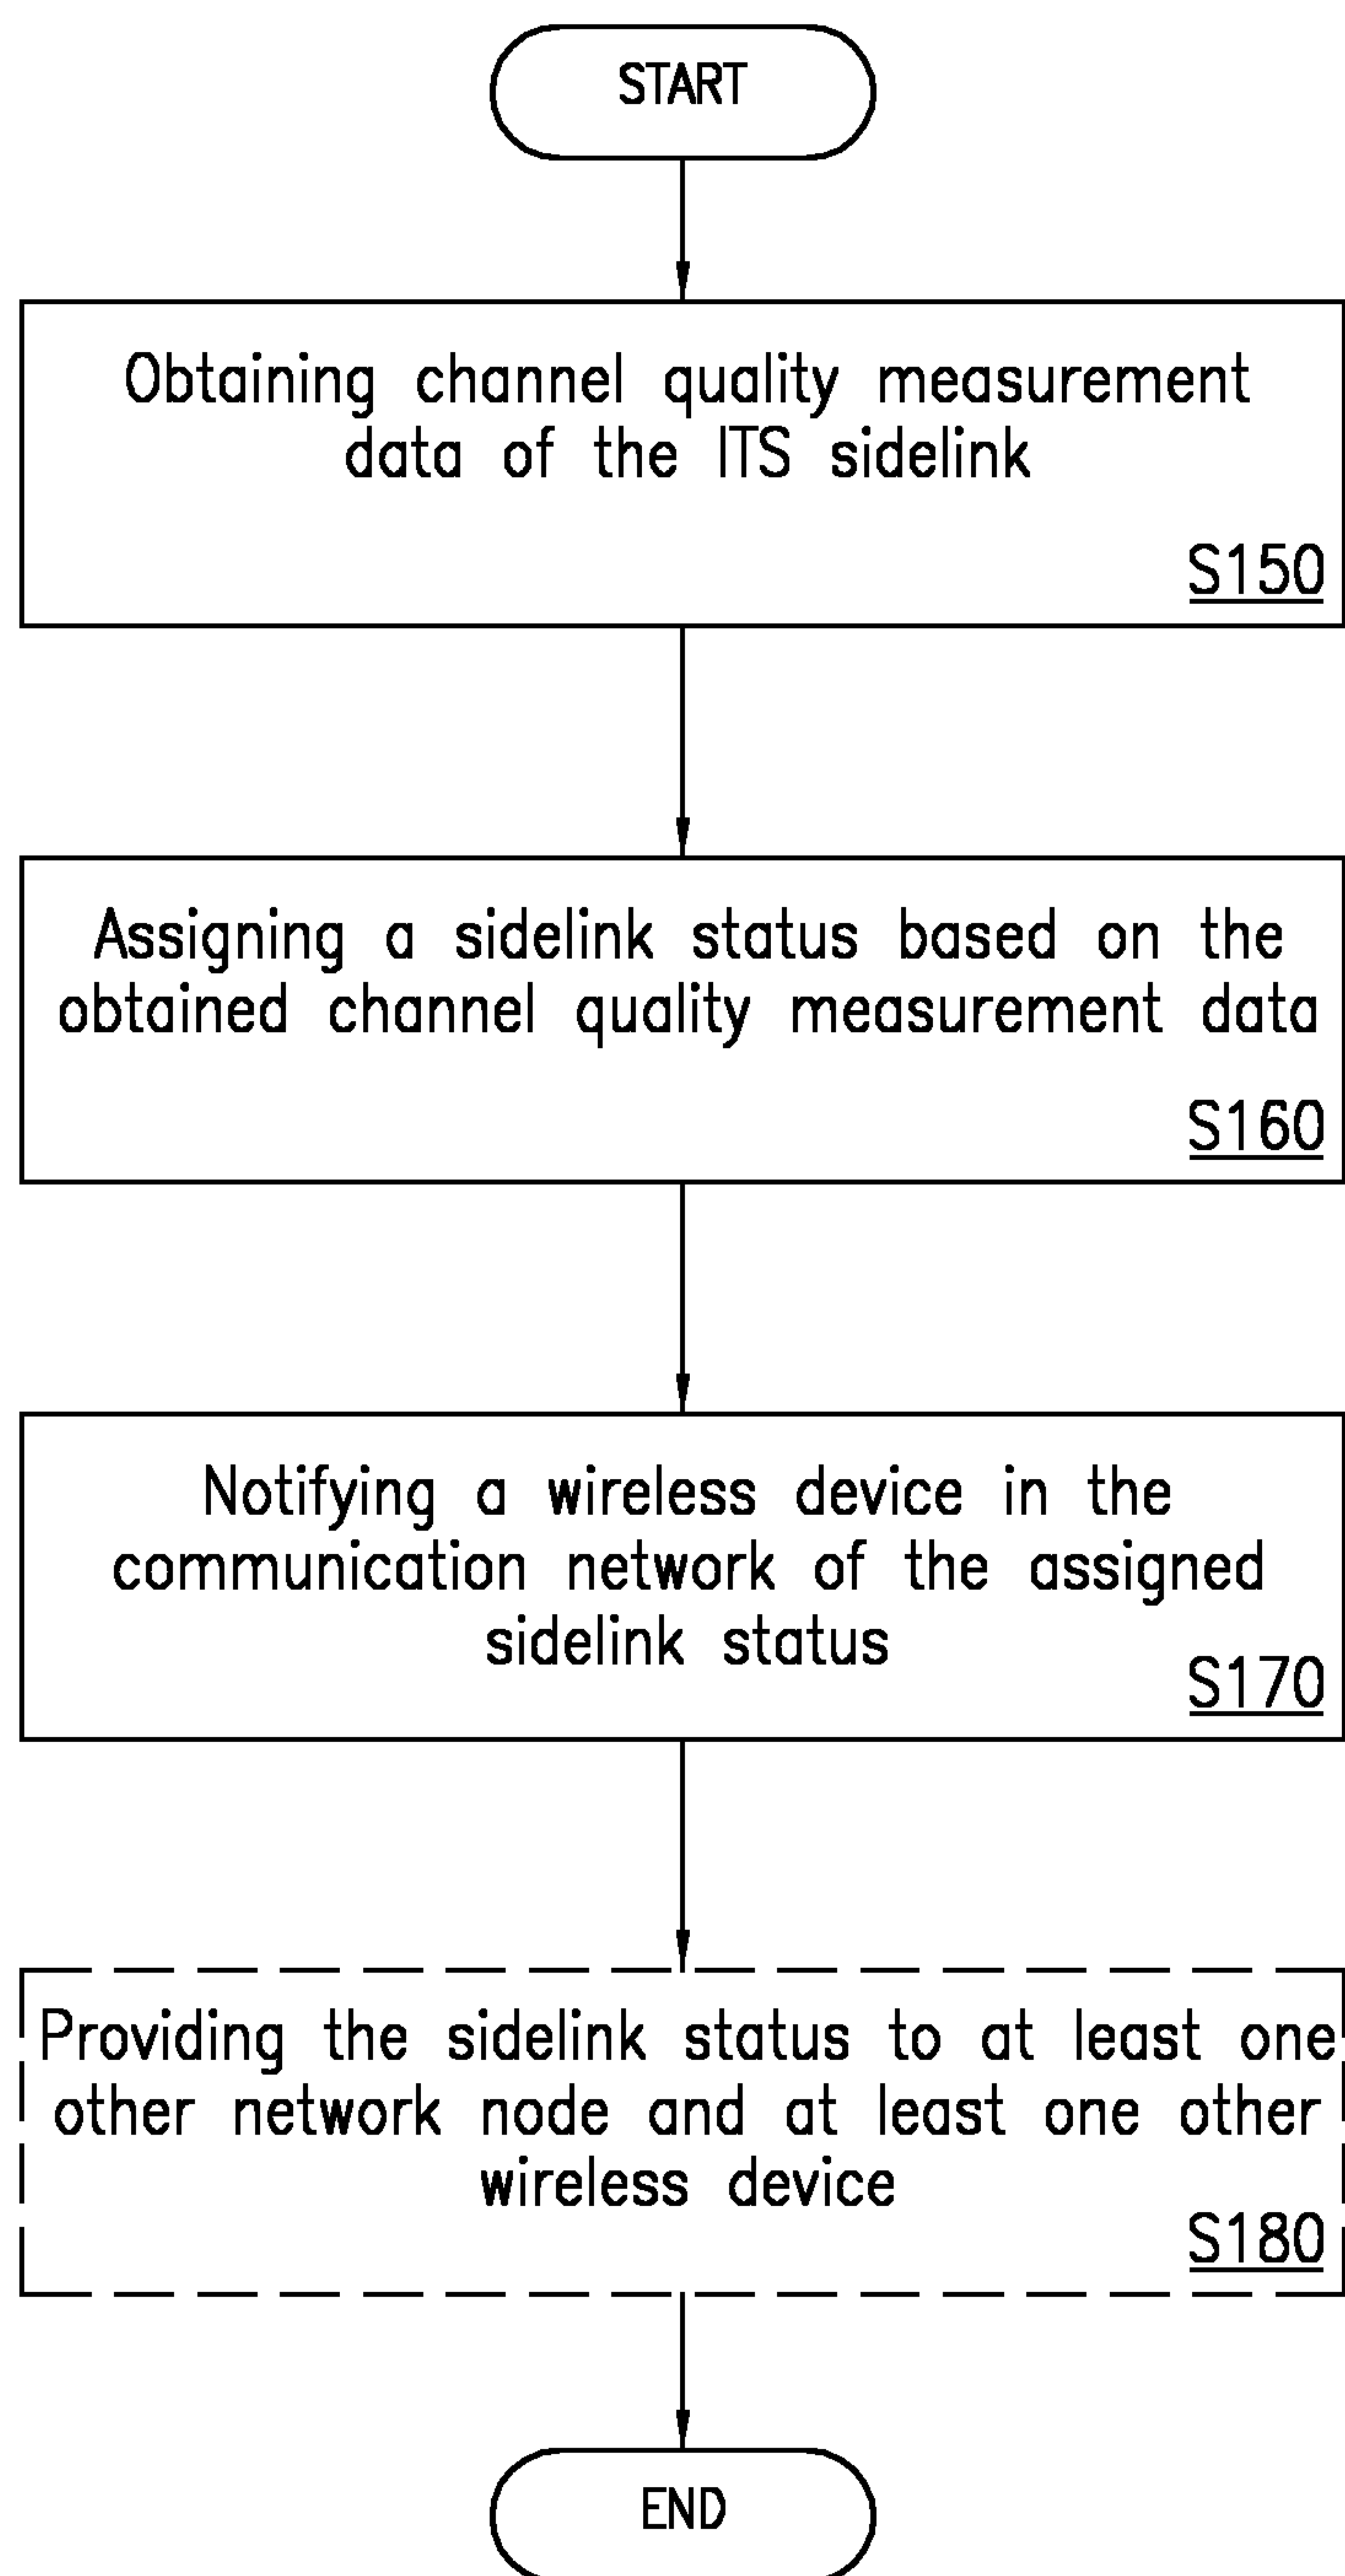 START
Obtaining channel quality measurement
data of the ITS sidelink
S150
Assigning a sidelink status based on the
obtained channel quality measurement data
S160
Notifying a wireless device in the
communication network of the assigned
sidelink status
S170
Providing the sidelink status to at least one
other network node and at least one other
wireless device
S180
END